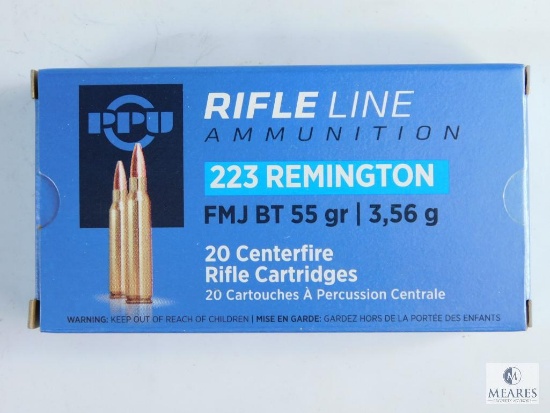 PPU
RIFLE LINE
AMMUNITION
223 REMINGTON
FMJ BT 55 gr | 3,56 g
20 Centerfire
Rifle Cartridges
20 Cartouches À Percussion Centrale
WARNING: KEEP OUT OF REACH OF CHILDREN | MISE EN GARDE: GARDEZ HORS DE LA PORTÉE DES ENFANTS
M
MEARES